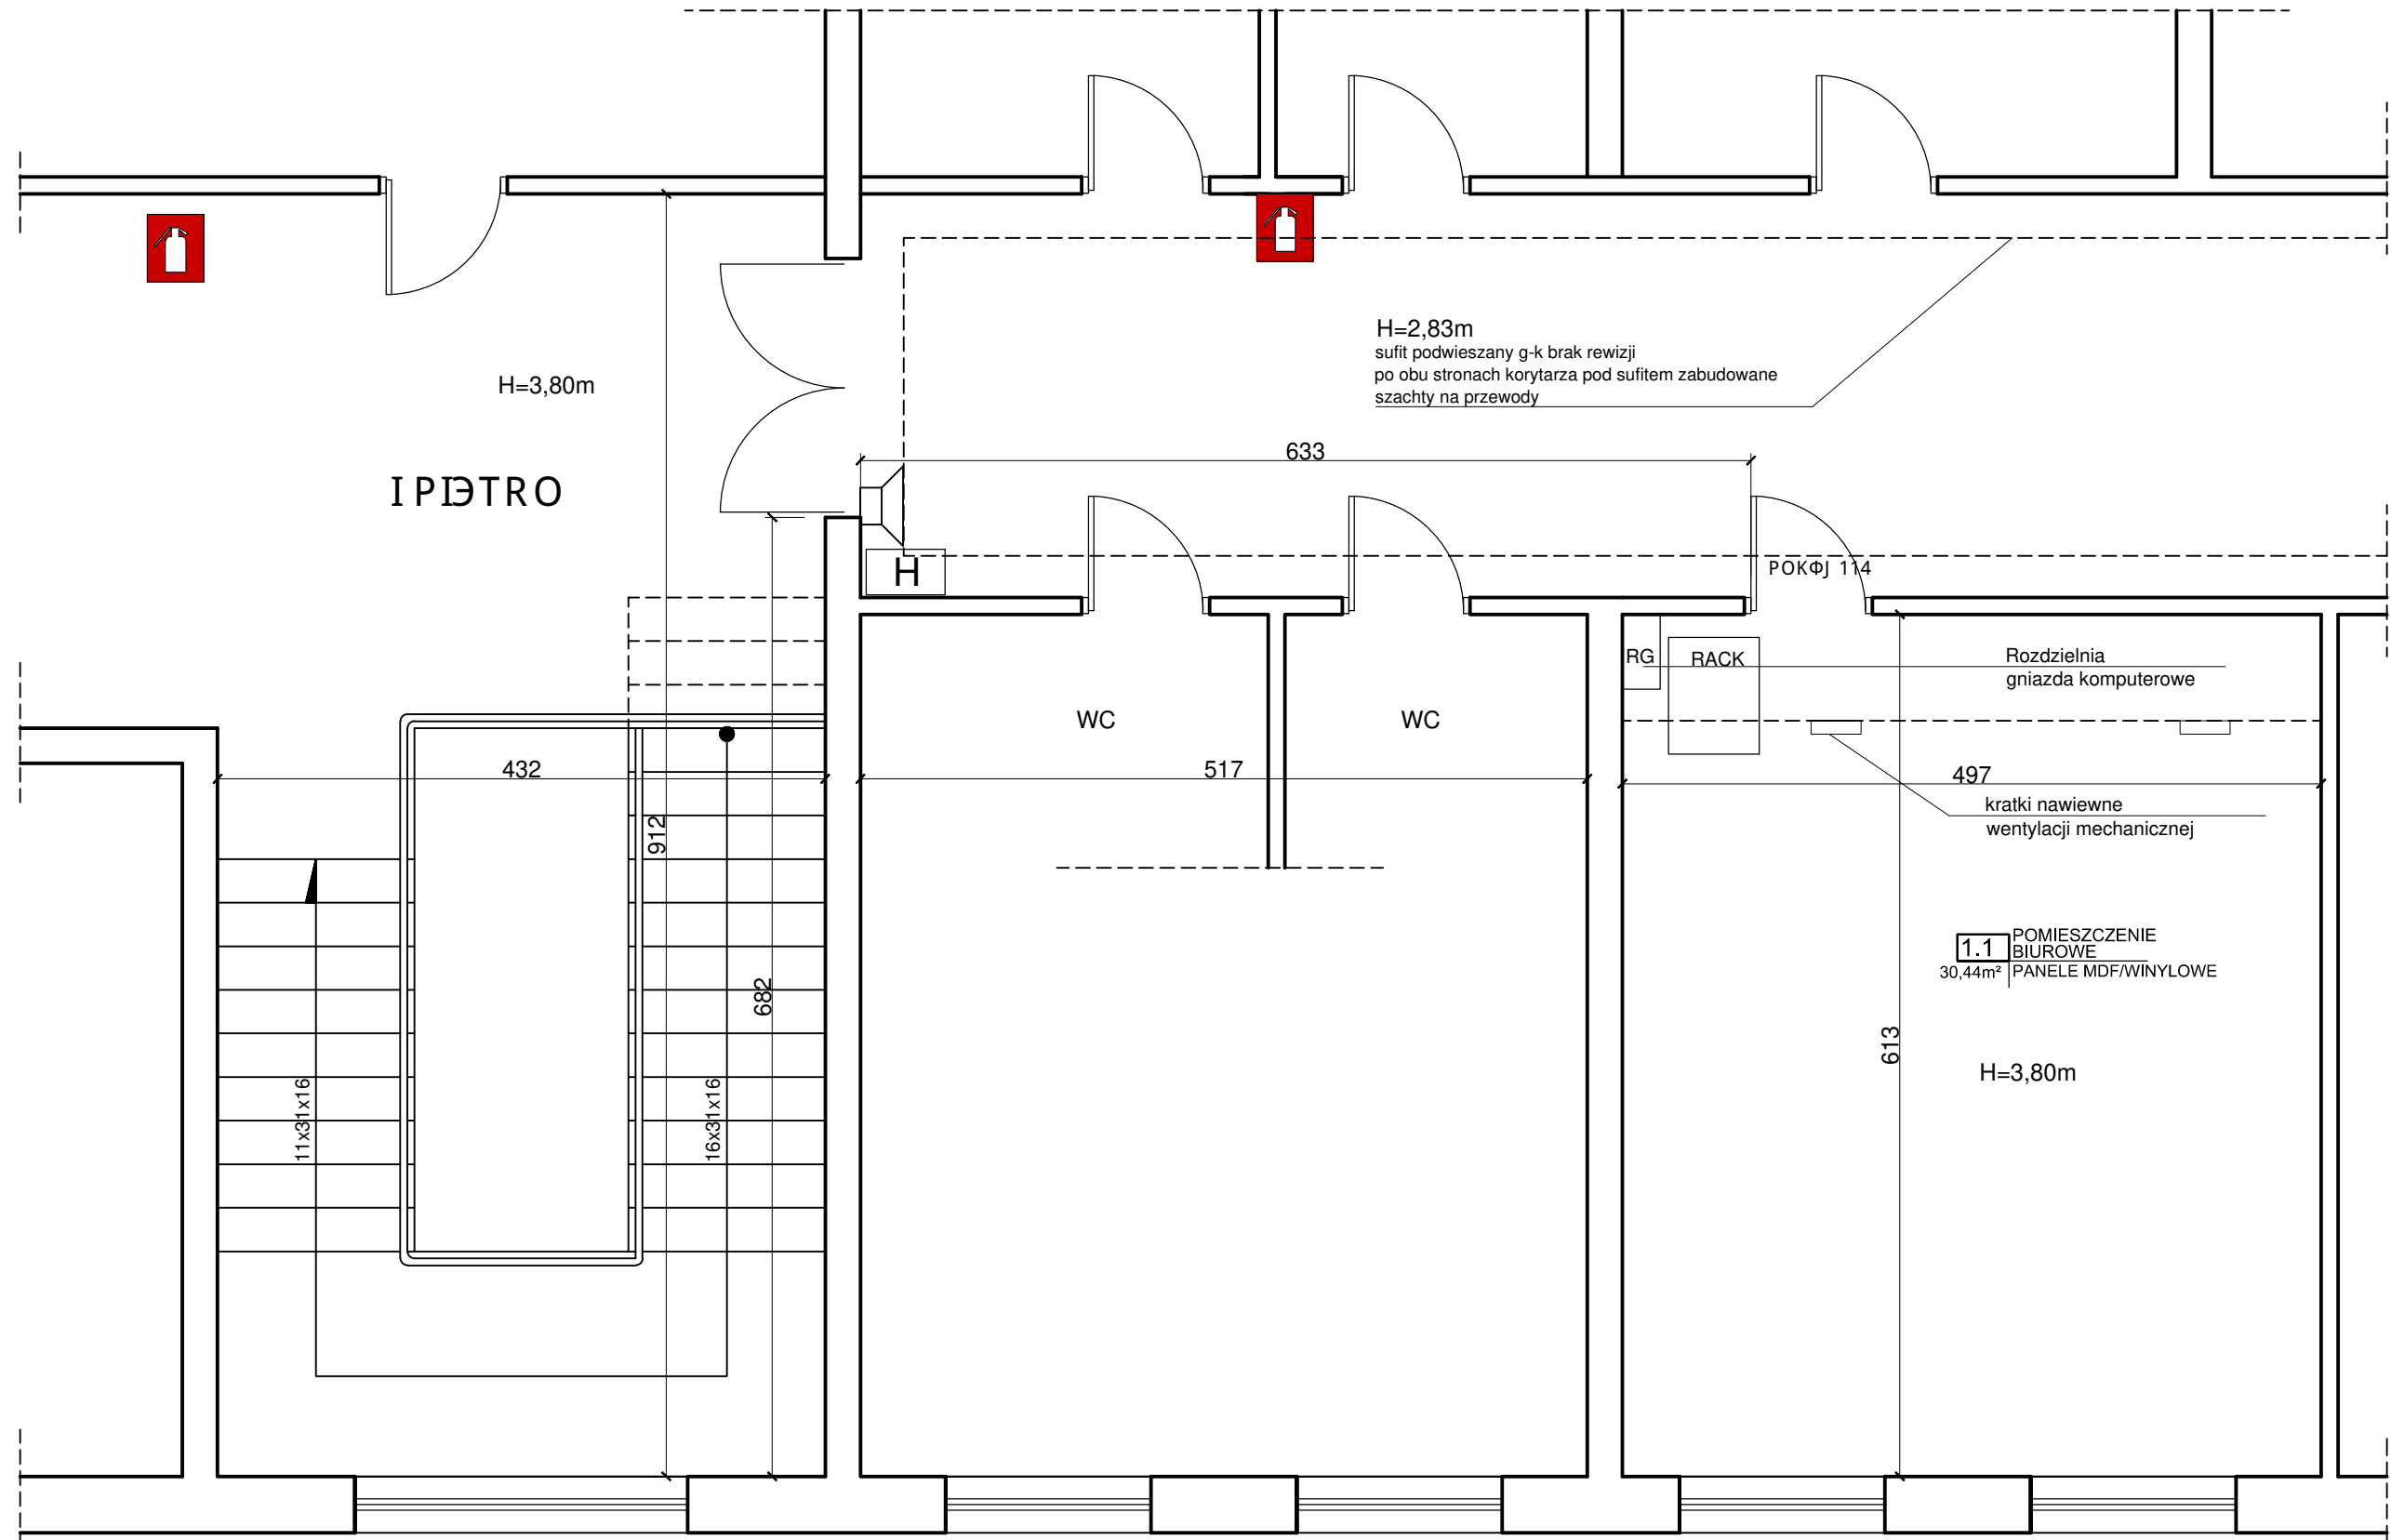 H=2,83m
sufit podwieszany g-k brak rewizji
po obu stronach korytarza pod sufitem zabudowane
szachty na przewody
H=3,80m
633
I PIЭTRO
H
POKФJ 114
RG
RACK
Rozdzielnia
gniazda komputerowe
WC
WC
432
517
497
kratki nawiewne
wentylacji mechanicznej
912
682
1.1
POMIESZCZENIE
BIUROWE
30,44m²
PANELE MDF/WINYLOWE
613
H=3,80m
11x31x16
16x31x16